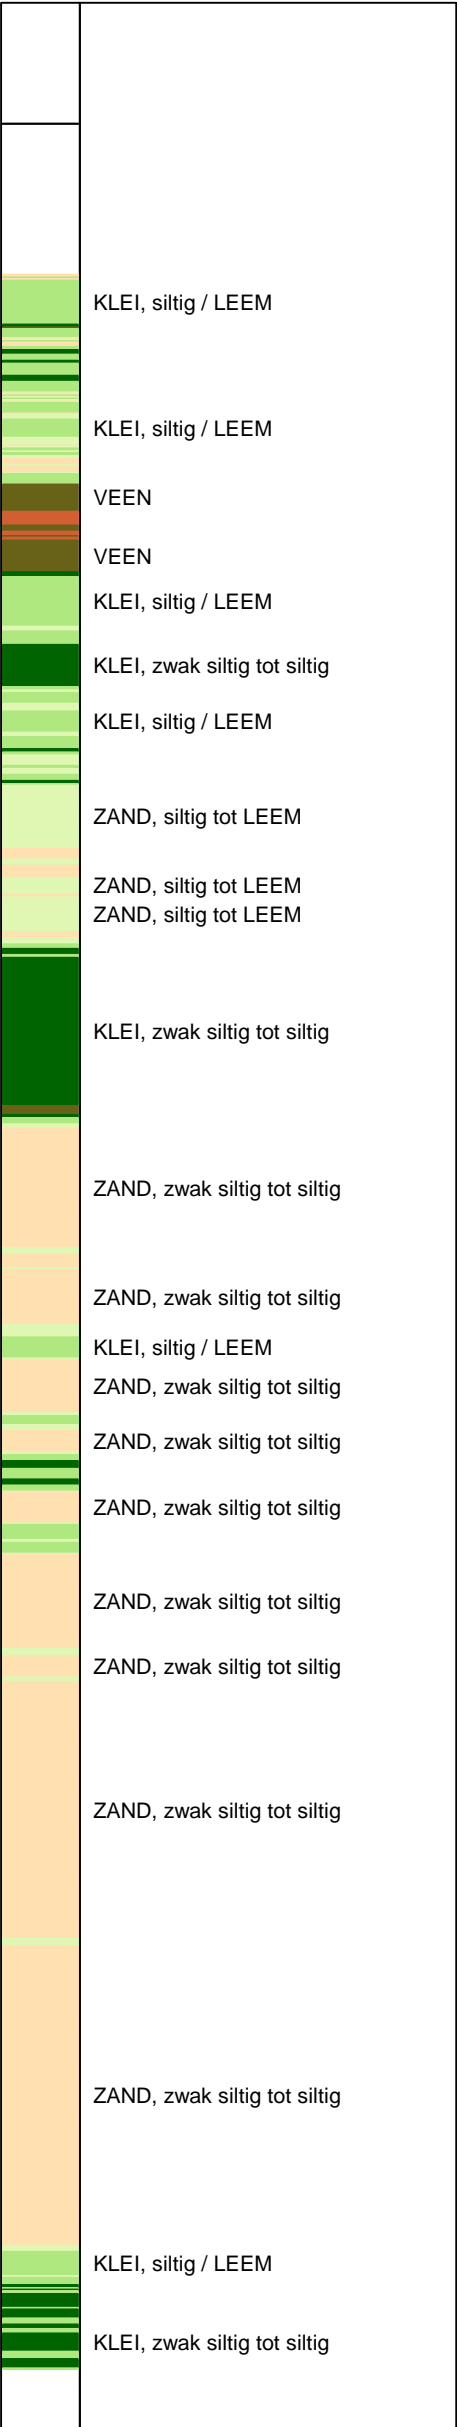 KLEI, siltig / LEEM
KLEI, siltig / LEEM
VEEN
VEEN
KLEI, siltig / LEEM
KLEI, zwak siltig tot siltig
KLEI, siltig / LEEM
ZAND, siltig tot LEEM
ZAND, siltig tot LEEM
ZAND, siltig tot LEEM
KLEI, zwak siltig tot siltig
ZAND, zwak siltig tot siltig
ZAND, zwak siltig tot siltig
KLEI, siltig / LEEM
ZAND, zwak siltig tot siltig
ZAND, zwak siltig tot siltig
ZAND, zwak siltig tot siltig
ZAND, zwak siltig tot siltig
ZAND, zwak siltig tot siltig
ZAND, zwak siltig tot siltig
ZAND, zwak siltig tot siltig
KLEI, siltig / LEEM
KLEI, zwak siltig tot siltig